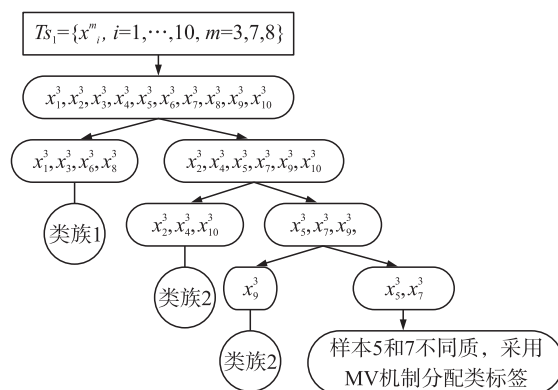 Ts₁={xᵐᵢ, i=1,⋯,10, m=3,7,8}
x³₁,x³₂,x³₃,x³₄,x³₅,x³₆,x³₇,x³₈,x³₉,x³₁₀
x³₁,x³₃,x³₆,x³₈
x³₂,x³₄,x³₅,x³₇,x³₉,x³₁₀
类族1
x³₂,x³₄,x³₁₀
x³₅,x³₇,x³₉,
类族2
x³₉
x³₅,x³₇
类族2
样本5和7不同质，采用
MV机制分配类标签